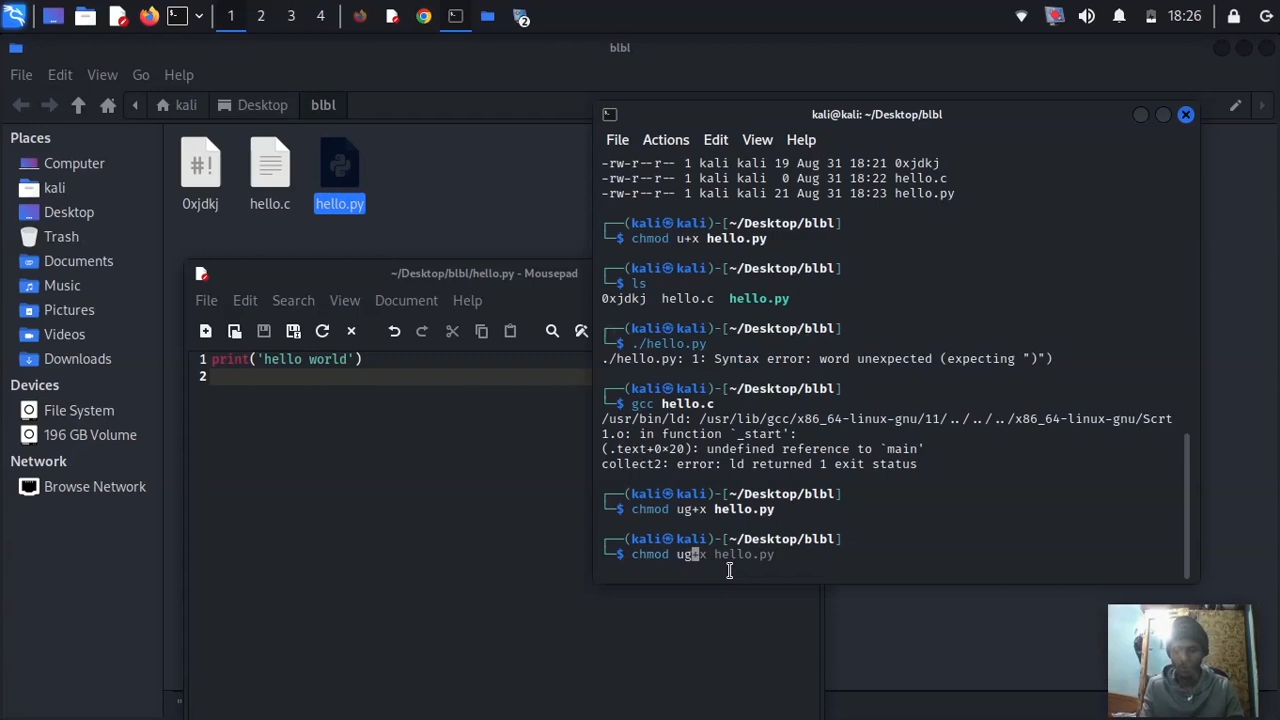 1 2 3 4 2 18:26
blbl
File Edit View Go Help
kali Desktop blbl
Places
Computer
kali
Desktop
Trash
Documents
Music
Pictures
Videos
Downloads
Devices
File System
196 GB Volume
Network
Browse Network
#!
0xjdkj hello.c hello.py
~/Desktop/blbl/hello.py - Mousepad
File Edit Search View Document Help
1 print('hello world')
2
kali@kali: ~/Desktop/blbl
File Actions Edit View Help
-rw-r--r-- 1 kali kali 19 Aug 31 18:21 0xjdkj
-rw-r--r-- 1 kali kali 0 Aug 31 18:22 hello.c
-rw-r--r-- 1 kali kali 21 Aug 31 18:23 hello.py
┌──(kali㉿kali)-[~/Desktop/blbl]
└─$ chmod u+x hello.py
┌──(kali㉿kali)-[~/Desktop/blbl]
└─$ ls
0xjdkj hello.c hello.py
┌──(kali㉿kali)-[~/Desktop/blbl]
└─$ ./hello.py
./hello.py: 1: Syntax error: word unexpected (expecting ")")
┌──(kali㉿kali)-[~/Desktop/blbl]
└─$ gcc hello.c
/usr/bin/ld: /usr/lib/gcc/x86_64-linux-gnu/11/../../../x86_64-linux-gnu/Scrt
1.o: in function `_start':
(.text+0×20): undefined reference to `main'
collect2: error: ld returned 1 exit status
┌──(kali㉿kali)-[~/Desktop/blbl]
└─$ chmod ug+x hello.py
┌──(kali㉿kali)-[~/Desktop/blbl]
└─$ chmod ug+x hello.py